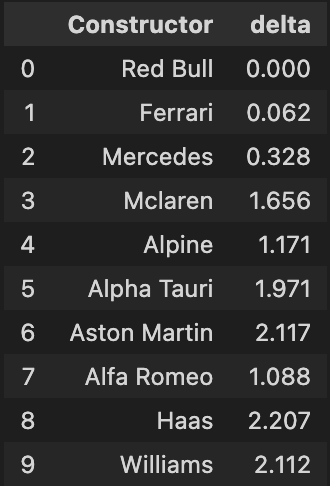 Constructor delta
0 Red Bull 0.000
1 Ferrari 0.062
2 Mercedes 0.328
3 Mclaren 1.656
4 Alpine 1.171
5 Alpha Tauri 1.971
6 Aston Martin 2.117
7 Alfa Romeo 1.088
8 Haas 2.207
9 Williams 2.112